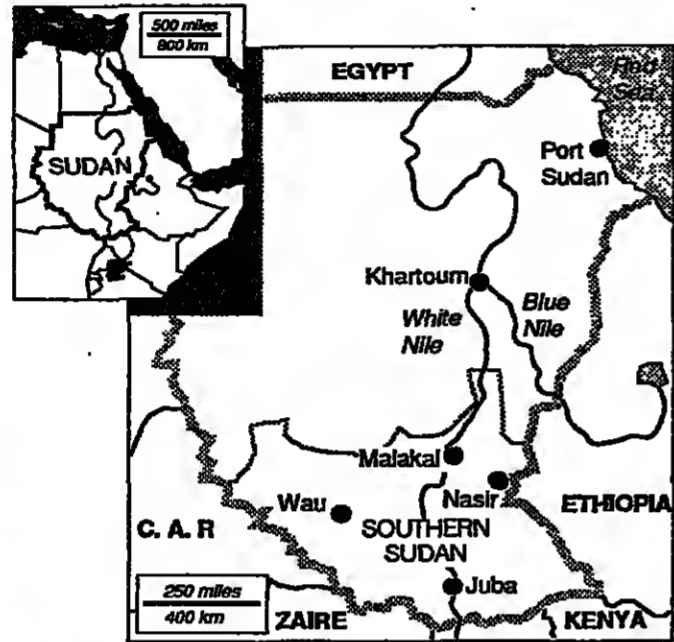 500 miles
800 km
SUDAN
EGYPT
Red
Sea
Port
Sudan
Khartoum
White
Nile
Blue
Nile
Malakal
Nasir
Wau
ETHIOPIA
C. A. R
SOUTHERN
SUDAN
Juba
250 miles
400 km
ZAIRE
KENYA